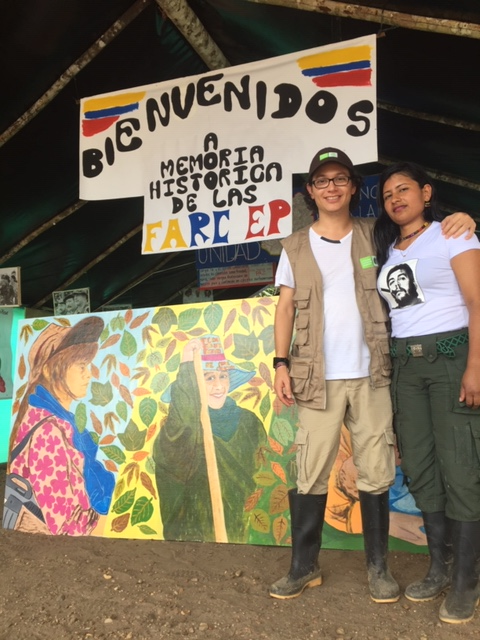 BIENVENIDOS
A
MEMORIA
HISTORICA
DE LAS
FARC EP
UNIDAD